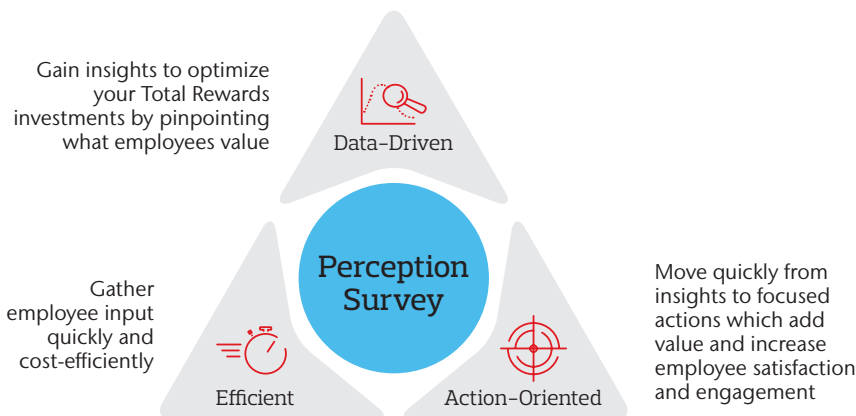 Gain insights to optimize
your Total Rewards
investments by pinpointing
what employees value
Data-Driven
Perception
Survey
Gather
employee input
quickly and
cost-efficiently
Efficient
Action-Oriented
Move quickly from
insights to focused
actions which add
value and increase
employee satisfaction
and engagement